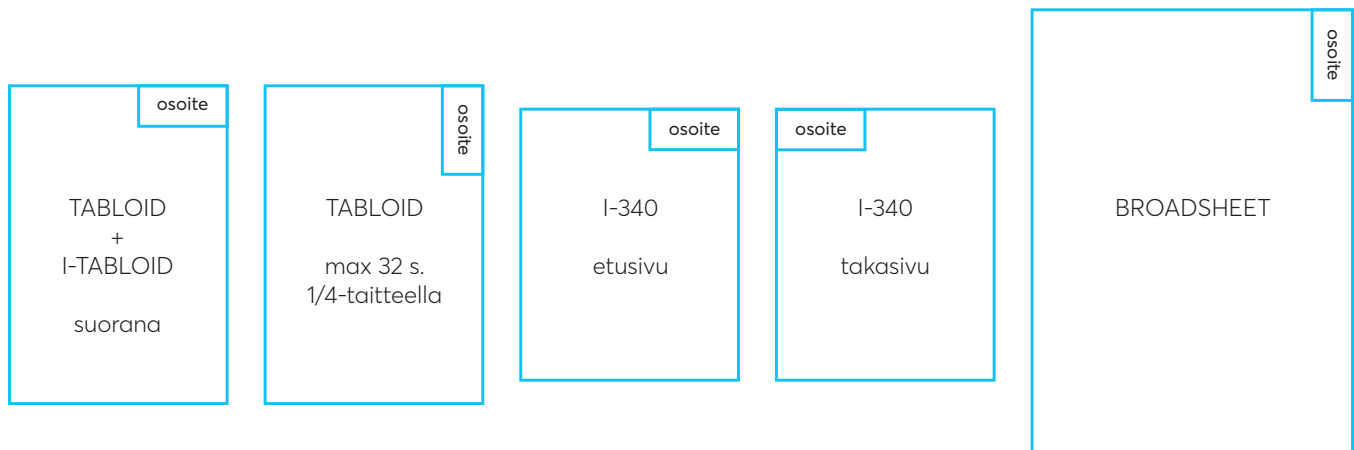 osoite
TABLOID
+
I-TABLOID
suorana
osoite
TABLOID
max 32 s.
1/4-taitteella
osoite
I-340
etusivu
osoite
I-340
takasivu
osoite
BROADSHEET